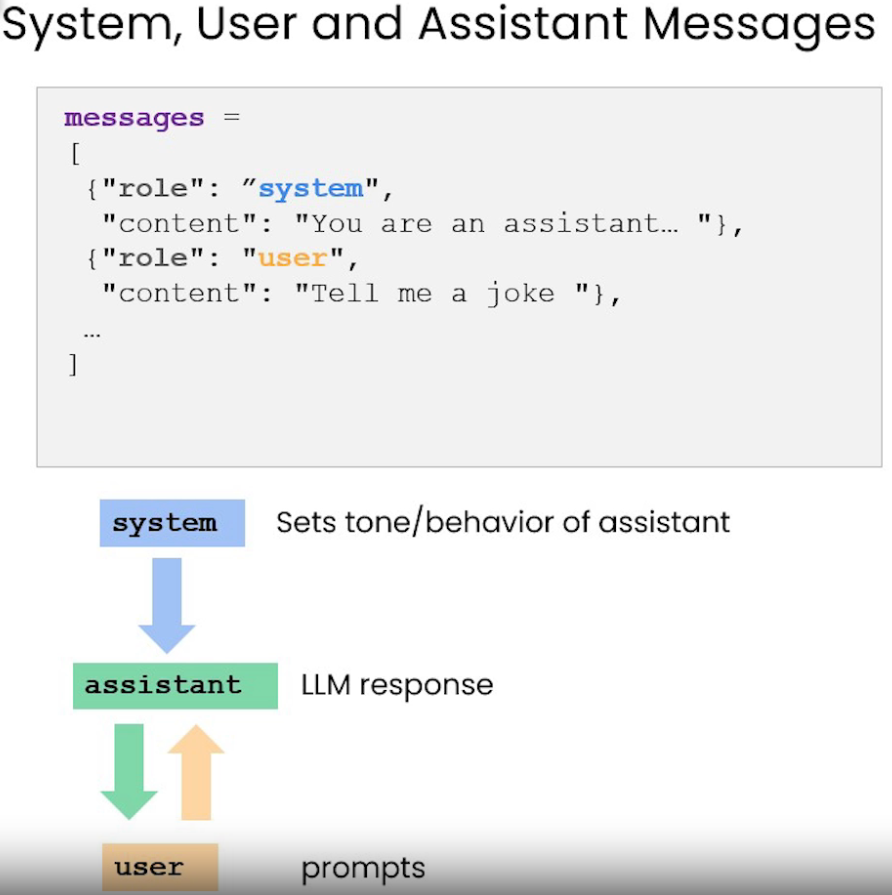 System, User and Assistant Messages
messages =
[
{"role": ”system",
"content": "You are an assistant… "},
{"role": "user",
"content": "Tell me a joke "},
…
]
system Sets tone/behavior of assistant
assistant LLM response
user prompts